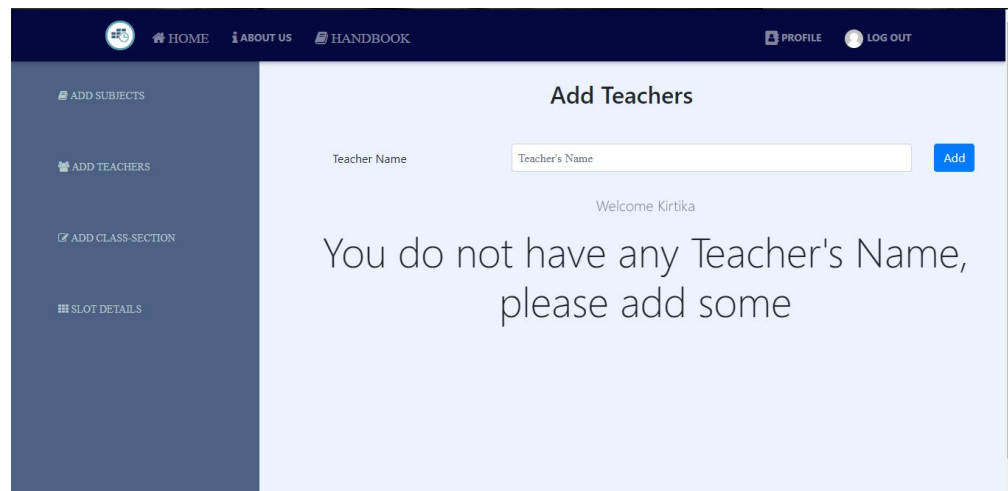 HOME
ABOUT US
HANDBOOK
PROFILE
LOG OUT
ADD SUBJECTS
ADD TEACHERS
ADD CLASS-SECTION
SLOT DETAILS
Add Teachers
Teacher Name
Teacher's Name
Add
Welcome Kirtika
You do not have any Teacher's Name,
please add some